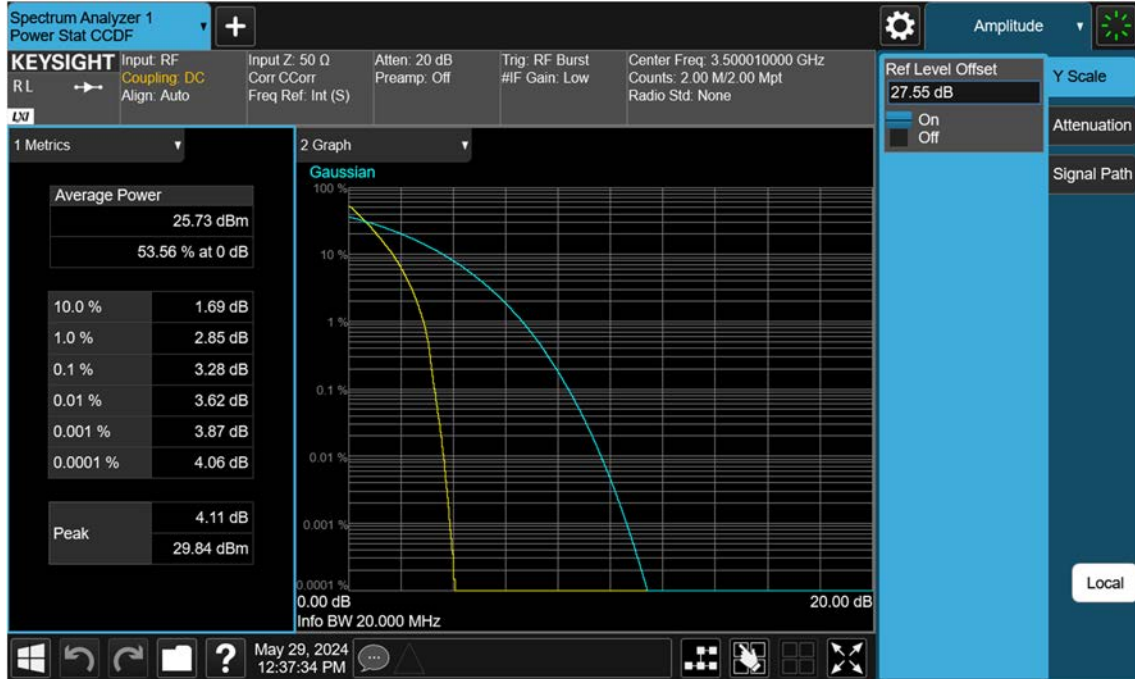 Spectrum Analyzer 1
Power Stat CCDF
Amplitude
KEYSIGHT
R L
LXI
Input: RF
Coupling: DC
Align: Auto
Input Z: 50 Ω
Corr CCorr
Freq Ref: Int (S)
Atten: 20 dB
Preamp: Off
Trig: RF Burst
#IF Gain: Low
Center Freq: 3.500010000 GHz
Counts: 2.00 M/2.00 Mpt
Radio Std: None
Ref Level Offset
27.55 dB
On
Off
Y Scale
Attenuation
Signal Path
1 Metrics
Average Power
25.73 dBm
53.56 % at 0 dB
10.0 % 1.69 dB
1.0 % 2.85 dB
0.1 % 3.28 dB
0.01 % 3.62 dB
0.001 % 3.87 dB
0.0001 % 4.06 dB
Peak
4.11 dB
29.84 dBm
2 Graph
Gaussian
100 %
10 %
1 %
0.1 %
0.01 %
0.001 %
0.0001 %
0.00 dB 20.00 dB
Info BW 20.000 MHz
Local
?
May 29, 2024
12:37:34 PM